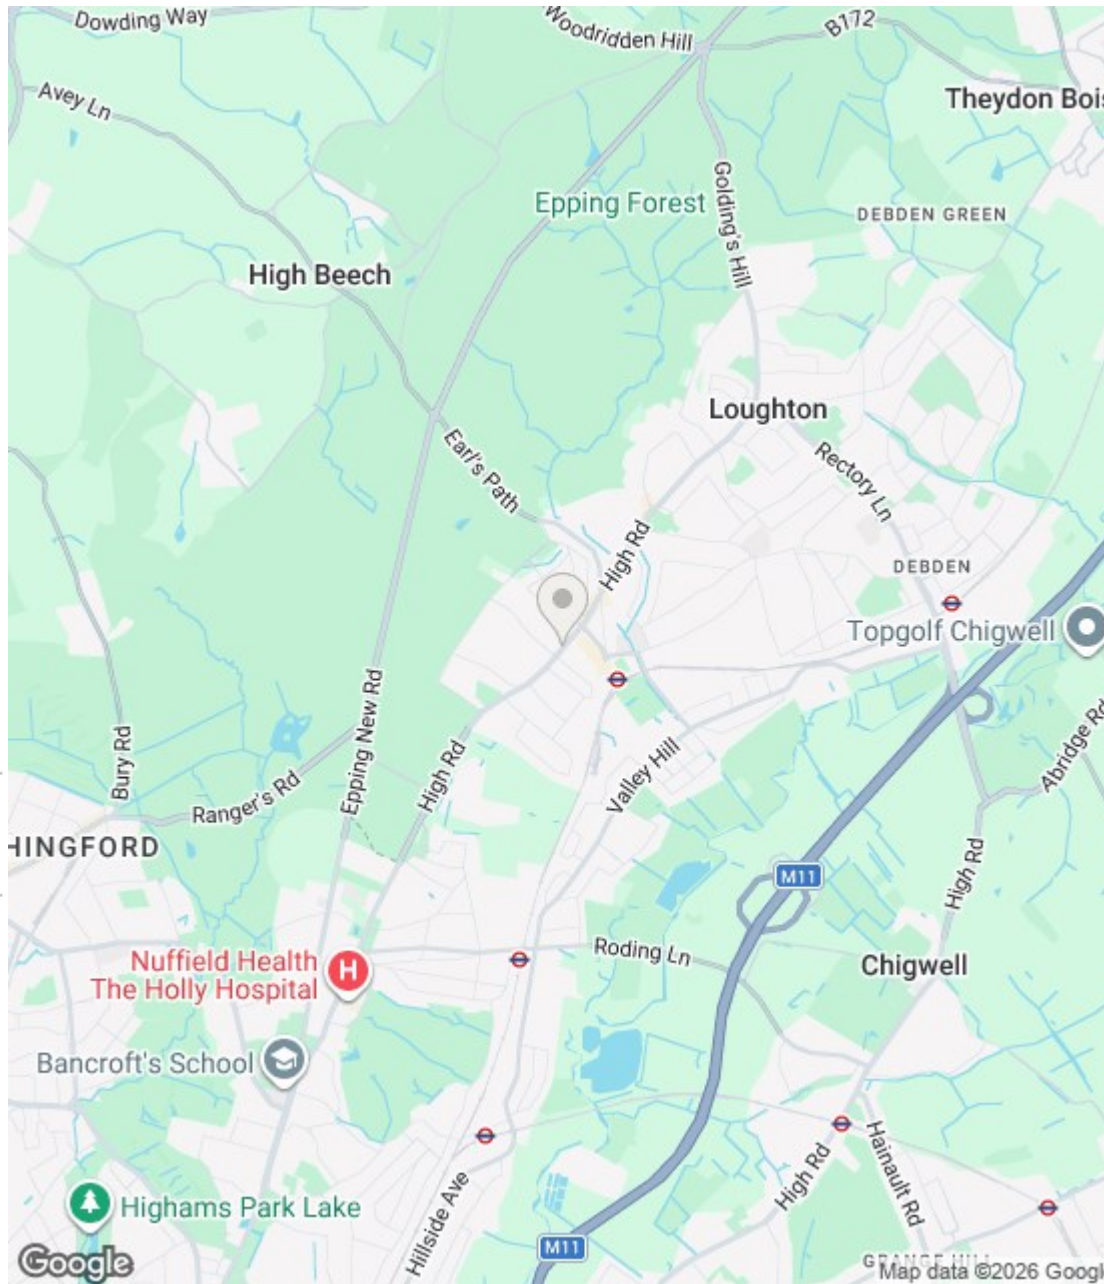 Dowding Way
Woodridden Hill
B172
Avey Ln
Theydon Bois
Golding's Hill
Epping Forest
DEBDEN GREEN
High Beech
Loughton
Earl's Path
Rectory Ln
High Rd
DEBDEN
Topgolf Chigwell
Epping New Rd
Bury Rd
Abridge Rd
High Rd
Valley Hill
Ranger's Rd
HINGFORD
High Rd
M11
Roding Ln
Chigwell
Nuffield Health
The Holly Hospital
H
Bancroft's School
Hainault Rd
High Rd
Hillside Ave
Highams Park Lake
M11
GRANGE HILL
Google
Map data ©2026 Google